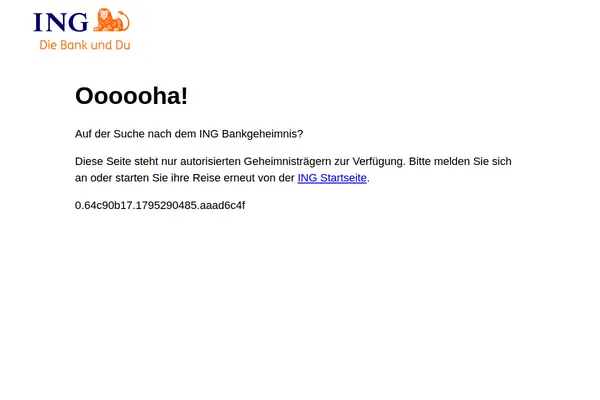 ING
Die Bank und Du
Oooooha!
Auf der Suche nach dem ING Bankgeheimnis?
Diese Seite steht nur autorisierten Geheimnisträgern zur Verfügung. Bitte melden Sie sich
an oder starten Sie ihre Reise erneut von der ING Startseite.
0.64c90b17.1795290485.aaad6c4f